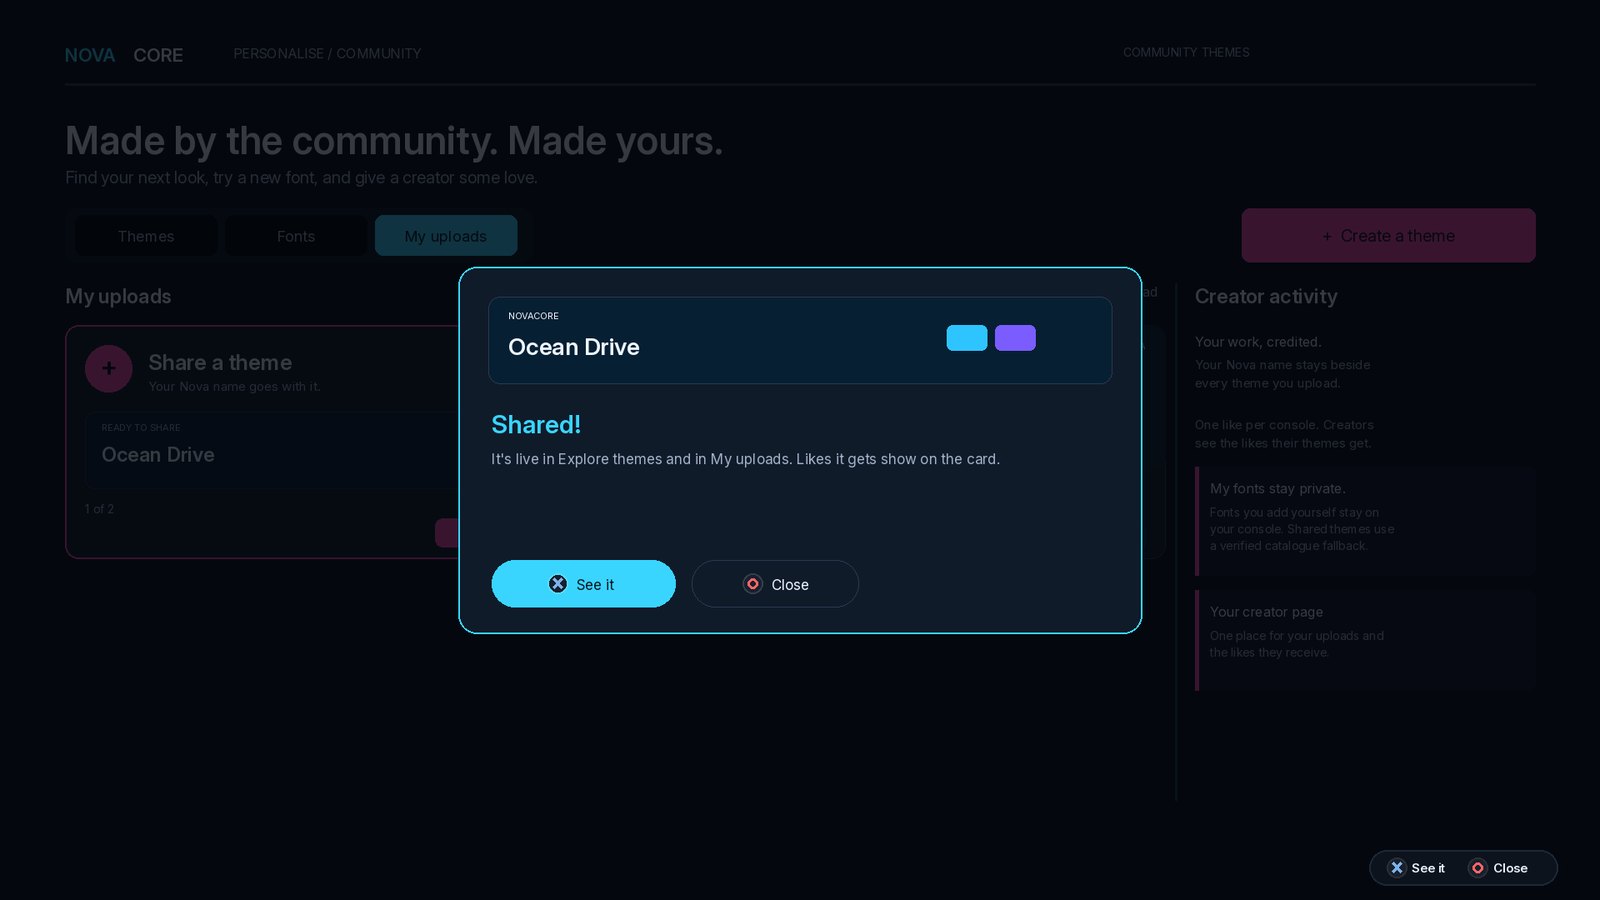 NOVA CORE
PERSONALISE / COMMUNITY
COMMUNITY THEMES
Made by the community. Made yours.
Find your next look, try a new font, and give a creator some love.
Themes
Fonts
My uploads
+ Create a theme
My uploads
+
Share a theme
Your Nova name goes with it.
READY TO SHARE
Ocean Drive
1 of 2
NOVACORE
Ocean Drive
Shared!
It's live in Explore themes and in My uploads. Likes it gets show on the card.
See it
Close
Creator activity
Your work, credited.
Your Nova name stays beside
every theme you upload.
One like per console. Creators
see the likes their themes get.
My fonts stay private.
Fonts you add yourself stay on
your console. Shared themes use
a verified catalogue fallback.
Your creator page
One place for your uploads and
the likes they receive.
See it
Close